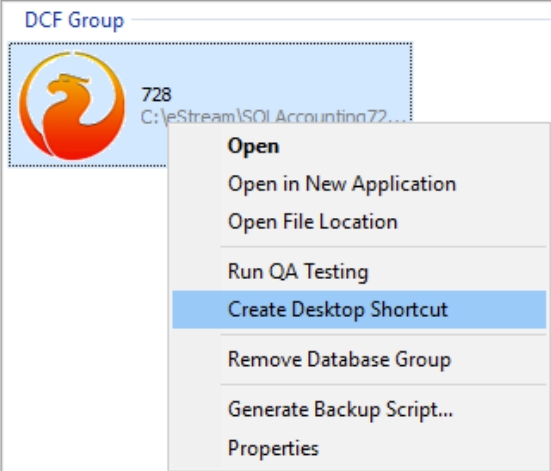 DCF Group
728
C:\eStream\SQLAccounting72...
Open
Open in New Application
Open File Location
Run QA Testing
Create Desktop Shortcut
Remove Database Group
Generate Backup Script...
Properties